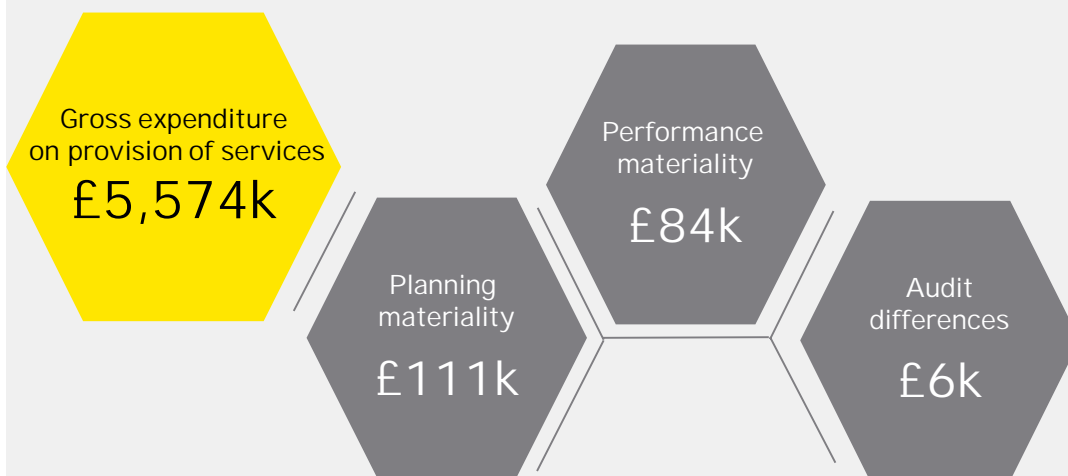 Gross expenditure
on provision of services
£5,574k
Planning
materiality
£111k
Performance
materiality
£84k
Audit
differences
£6k